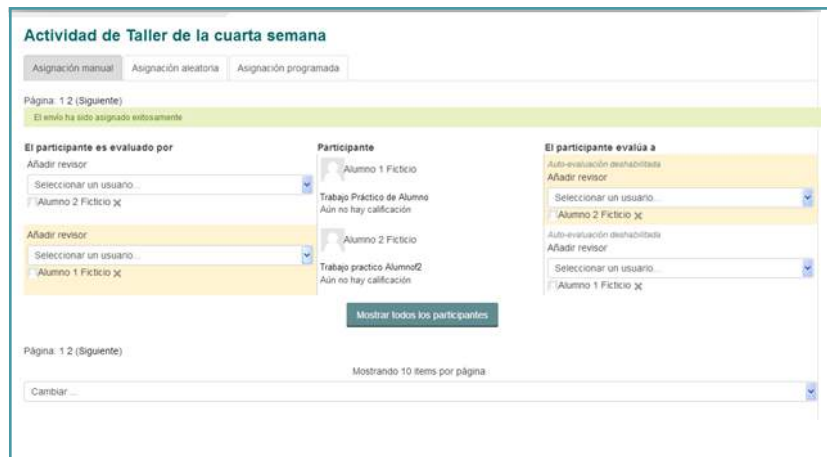 Actividad de Taller de la cuarta semana
Asignación manual Asignación aleatoria Asignación programada
Página: 1 2 (Siguiente)
El envío ha sido asignado exitosamente
El participante es evaluado por Participante El participante evalúa a
Añadir revisor
Seleccionar un usuario...
Alumno 2 Ficticio
Alumno 1 Ficticio
Trabajo Práctico de Alumno
Aún no hay calificación
Auto-evaluación deshabilitada
Añadir revisor
Seleccionar un usuario...
Alumno 2 Ficticio
Añadir revisor
Seleccionar un usuario...
Alumno 1 Ficticio
Alumno 2 Ficticio
Trabajo practico Alumnof2
Aún no hay calificación
Auto-evaluación deshabilitada
Añadir revisor
Seleccionar un usuario...
Alumno 1 Ficticio
Mostrar todos los participantes
Página: 1 2 (Siguiente)
Mostrando 10 items por página
Cambiar ...